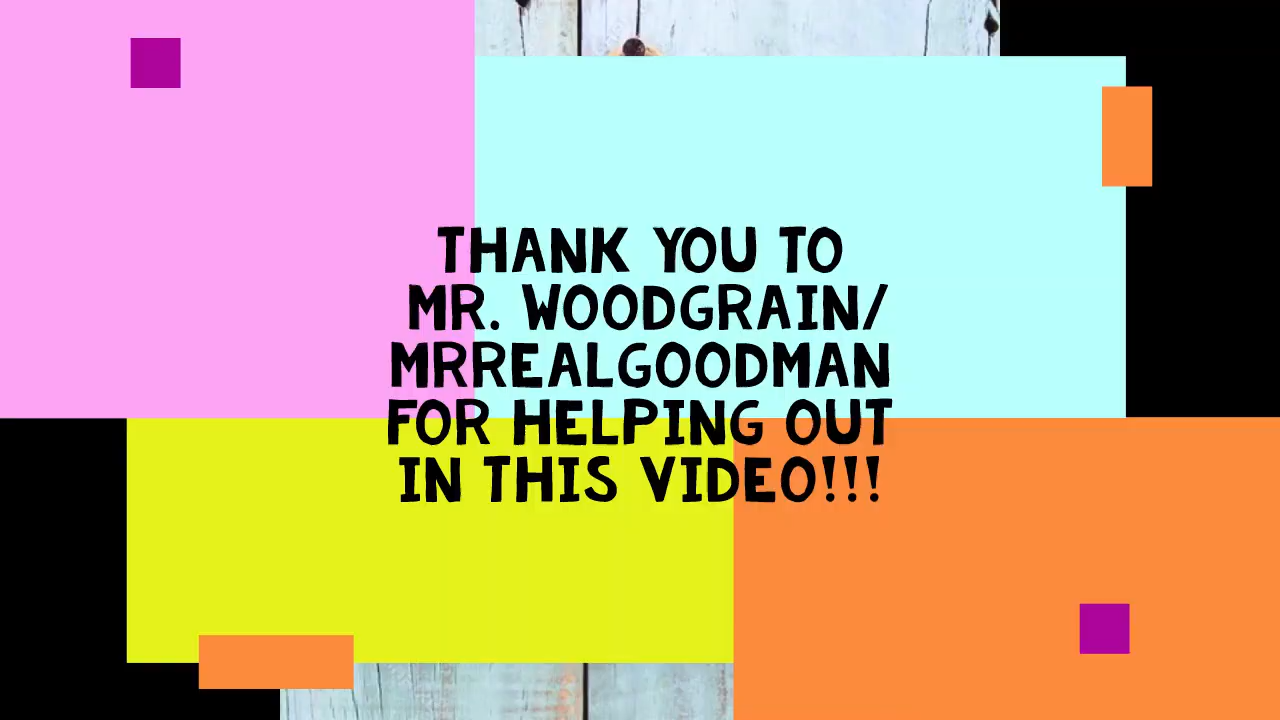 THANK YOU TO
MR. WOODGRAIN/
MRREALGOODMAN
FOR HELPING OUT
IN THIS VIDEO!!!